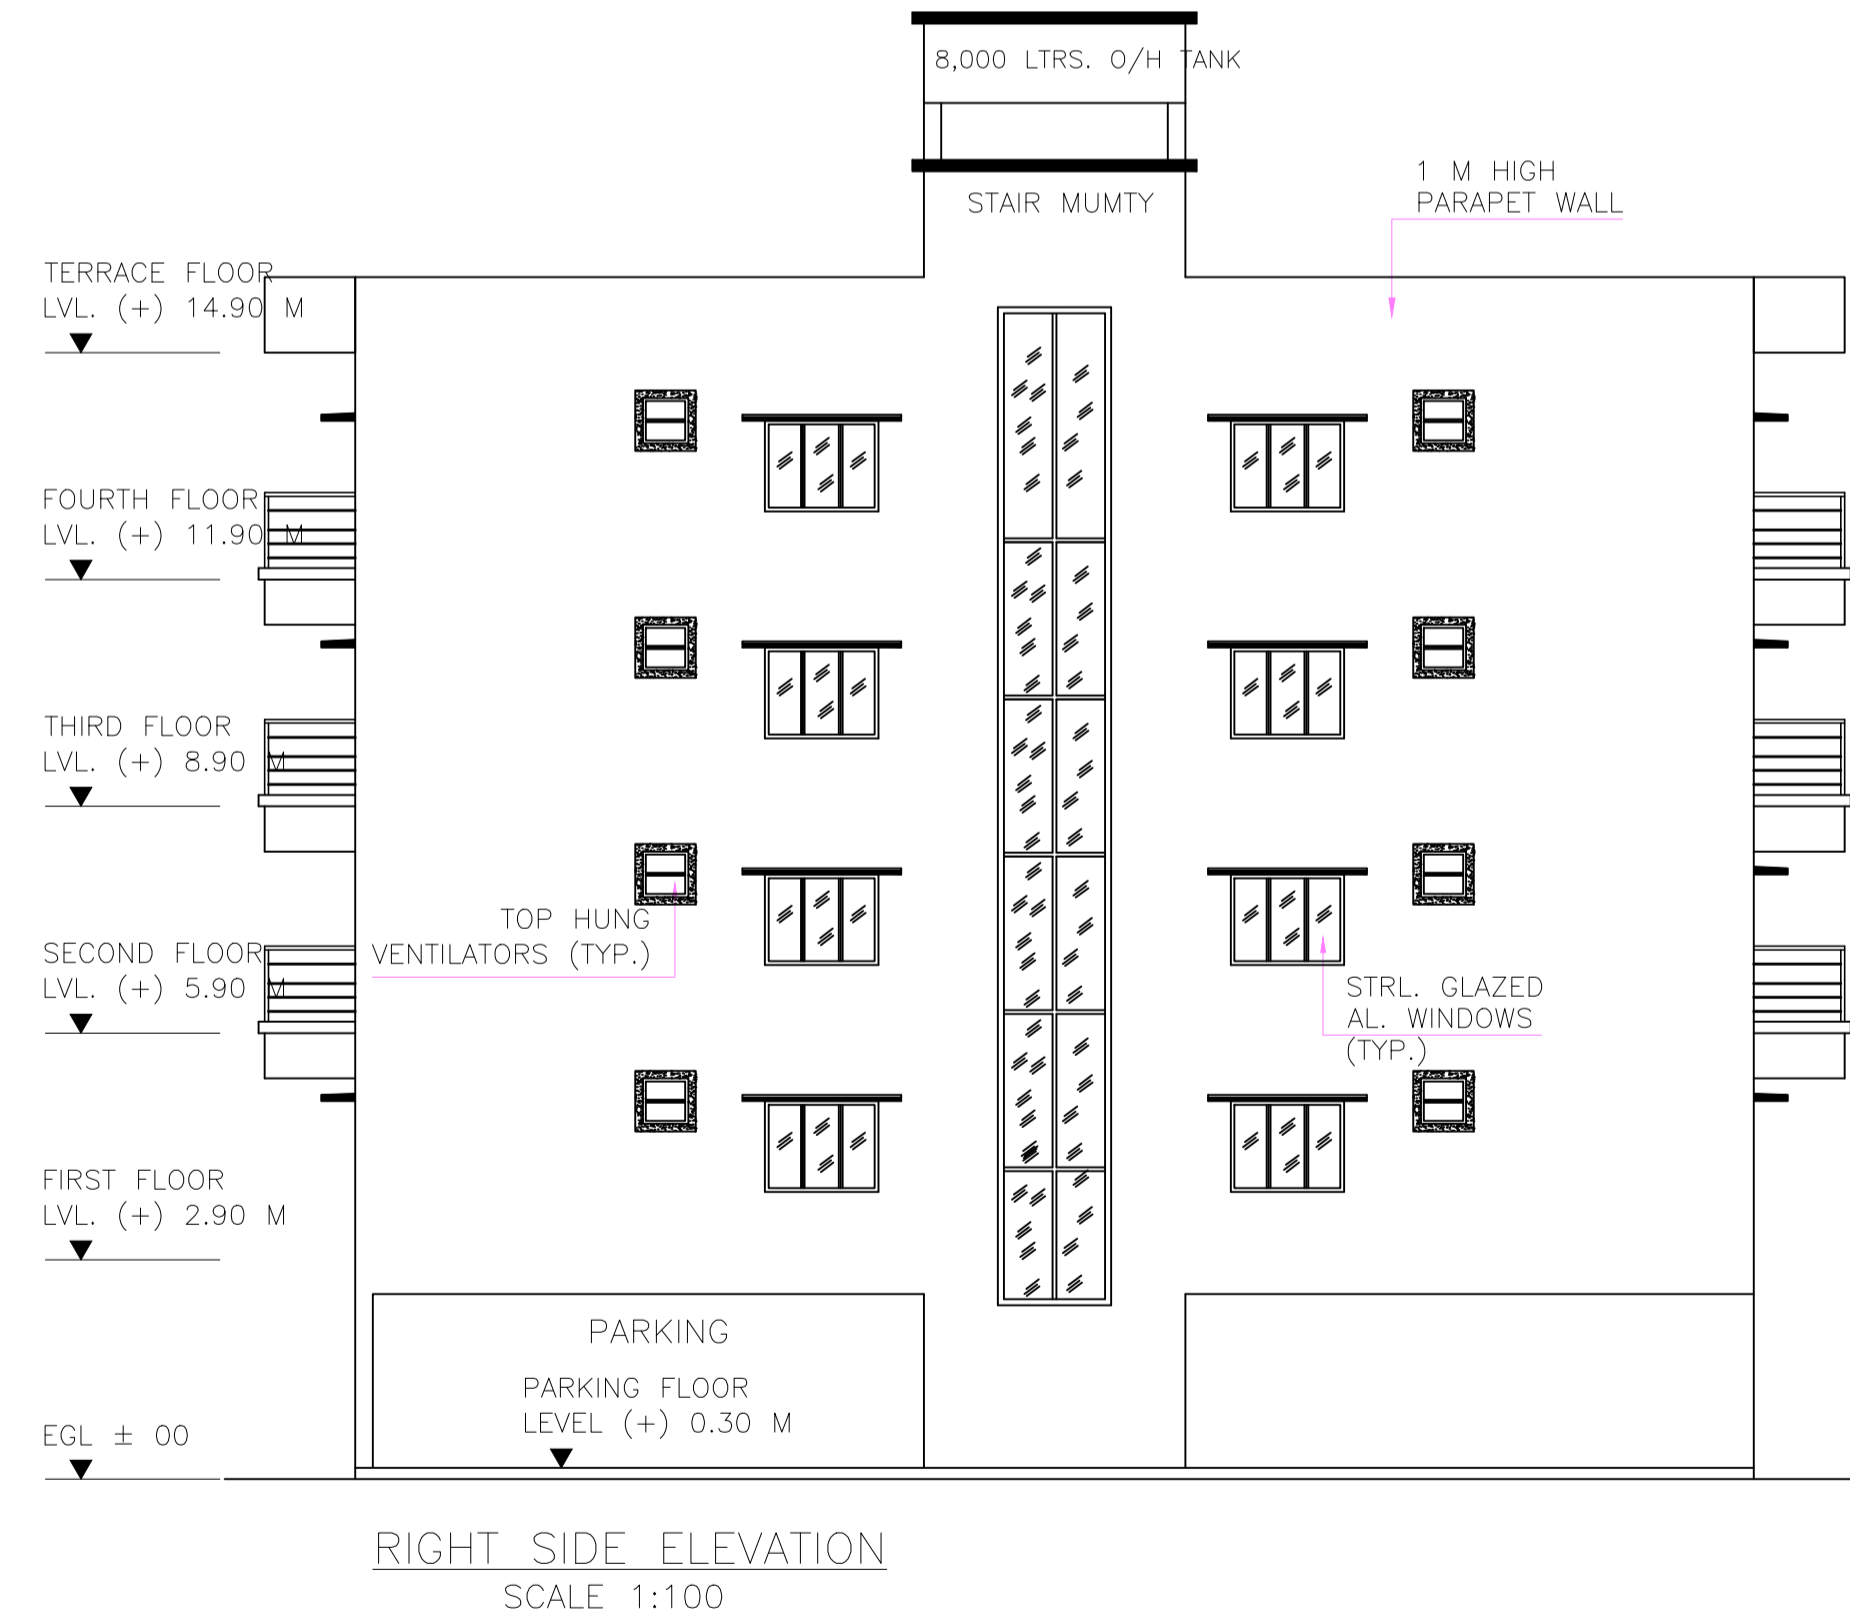 8,000 LTRS. O/H TANK
STAIR MUMTY
1 M HIGH
PARAPET WALL
TERRACE FLOOR
LVL. (+) 14.90 M
FOURTH FLOOR
LVL. (+) 11.90 M
THIRD FLOOR
LVL. (+) 8.90 M
TOP HUNG
VENTILATORS (TYP.)
SECOND FLOOR
LVL. (+) 5.90 M
STRL. GLAZED
AL. WINDOWS
(TYP.)
FIRST FLOOR
LVL. (+) 2.90 M
PARKING
PARKING FLOOR
LEVEL (+) 0.30 M
EGL ± 00
RIGHT SIDE ELEVATION
SCALE 1:100